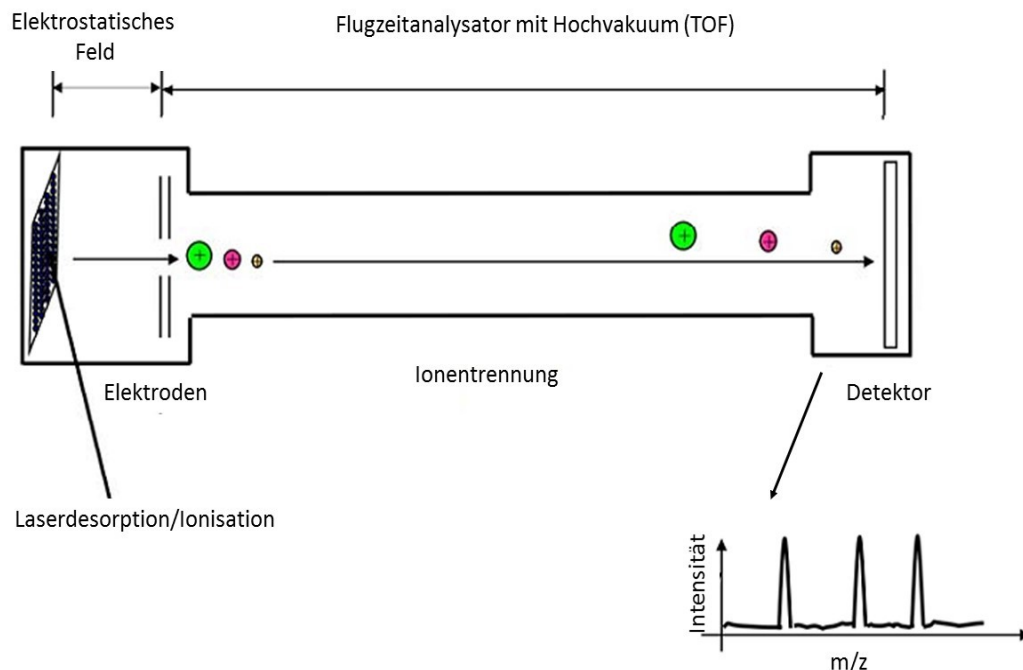 Elektrostatisches
Feld
Flugzeitanalysator mit Hochvakuum (TOF)
+
+
+
+
+
+
Elektroden
Ionentrennung
Detektor
Laserdesorption/Ionisation
Intensität
m/z